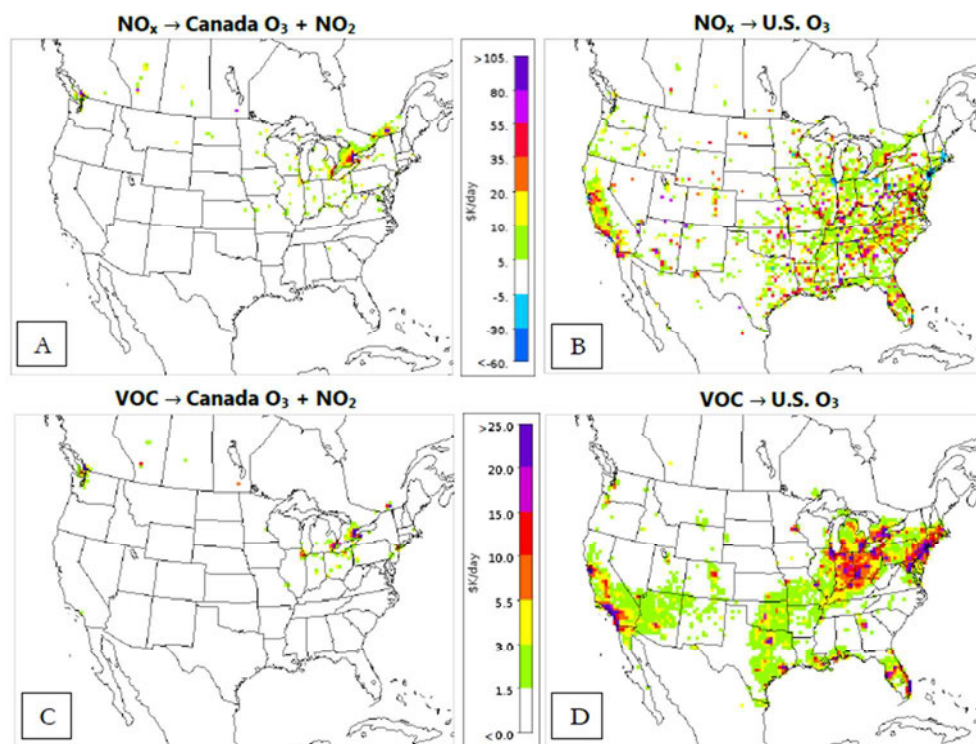 NOₓ → Canada O₃ + NO₂
NOₓ → U.S. O₃
>105.
80.
55.
35.
20.
10.
5.
-5.
-30.
<-60.
$K/day
A
B
VOC → Canada O₃ + NO₂
VOC → U.S. O₃
>25.0
20.0
15.0
10.0
5.5
3.0
1.5
<0.0
$K/day
C
D